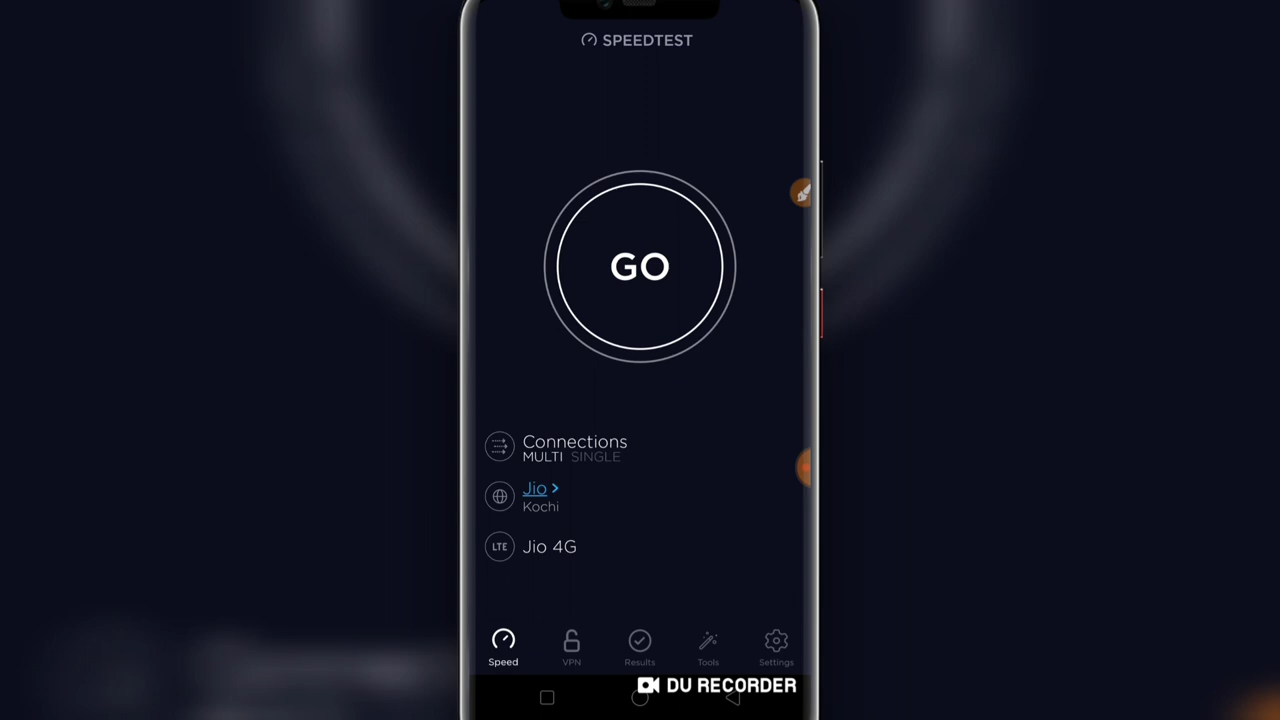 SPEEDTEST
GO
Connections
MULTI SINGLE
Jio >
Kochi
LTE
Jio 4G
Speed VPN Results Tools Settings
DU RECORDER